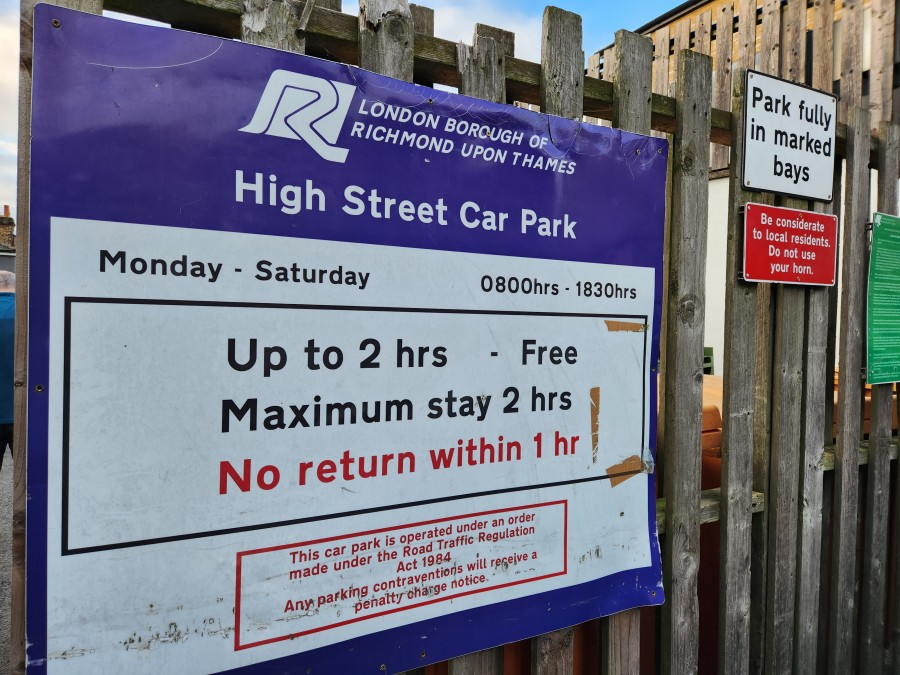 LONDON BOROUGH OF
RICHMOND UPON THAMES
High Street Car Park
Monday - Saturday 0800hrs - 1830hrs
Up to 2 hrs - Free
Maximum stay 2 hrs
No return within 1 hr
This car park is operated under an order
made under the Road Traffic Regulation
Act 1984
Any parking contraventions will receive a
penalty charge notice.
Park fully
in marked
bays
Be considerate
to local residents.
Do not use
your horn.